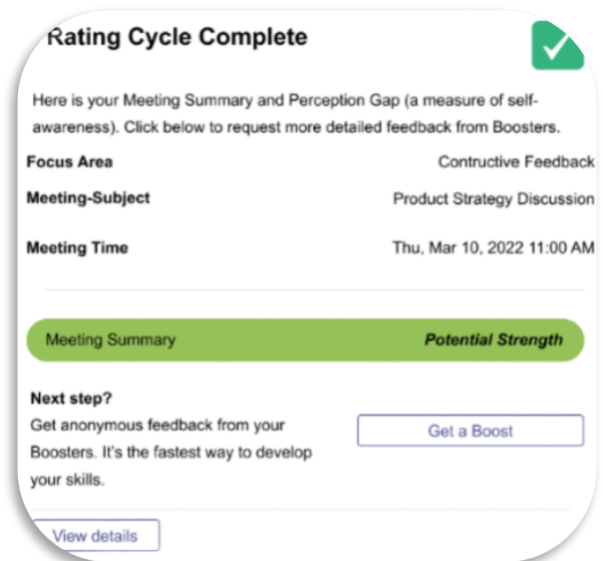 Rating Cycle Complete
Here is your Meeting Summary and Perception Gap (a measure of self-
awareness). Click below to request more detailed feedback from Boosters.
Focus Area Contructive Feedback
Meeting-Subject Product Strategy Discussion
Meeting Time Thu, Mar 10, 2022 11:00 AM
Meeting Summary Potential Strength
Next step?
Get anonymous feedback from your
Boosters. It's the fastest way to develop
your skills.
Get a Boost
View details